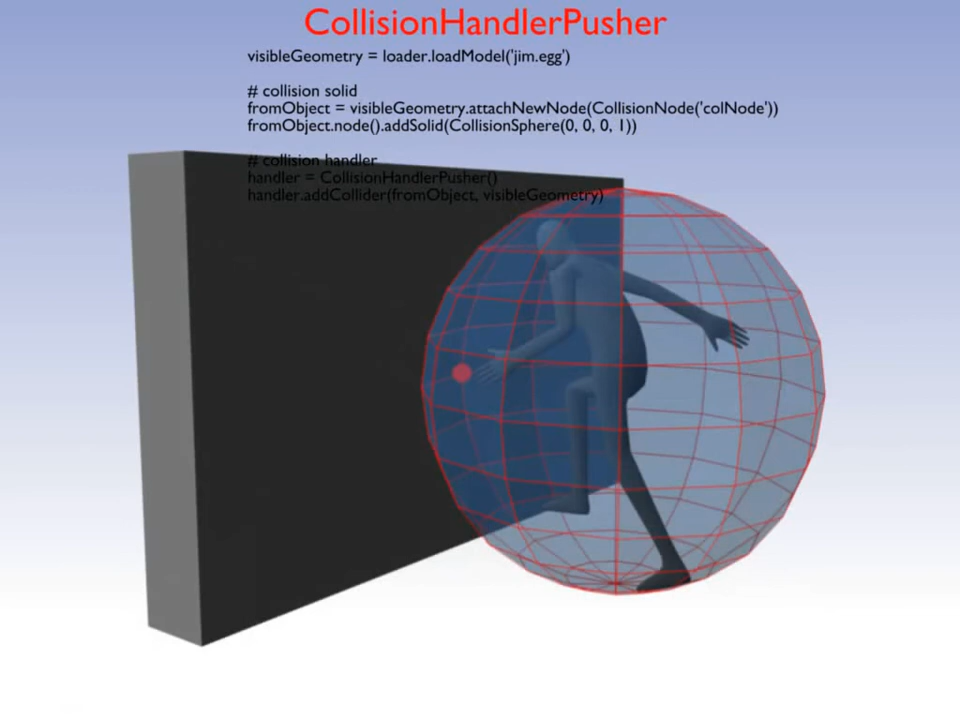 CollisionHandlerPusher
visibleGeometry = loader.loadModel('jim.egg')
# collision solid
fromObject = visibleGeometry.attachNewNode(CollisionNode('colNode'))
fromObject.node().addSolid(CollisionSphere(0, 0, 0, 1))
# collision handler
handler = CollisionHandlerPusher()
handler.addCollider(fromObject, visibleGeometry)